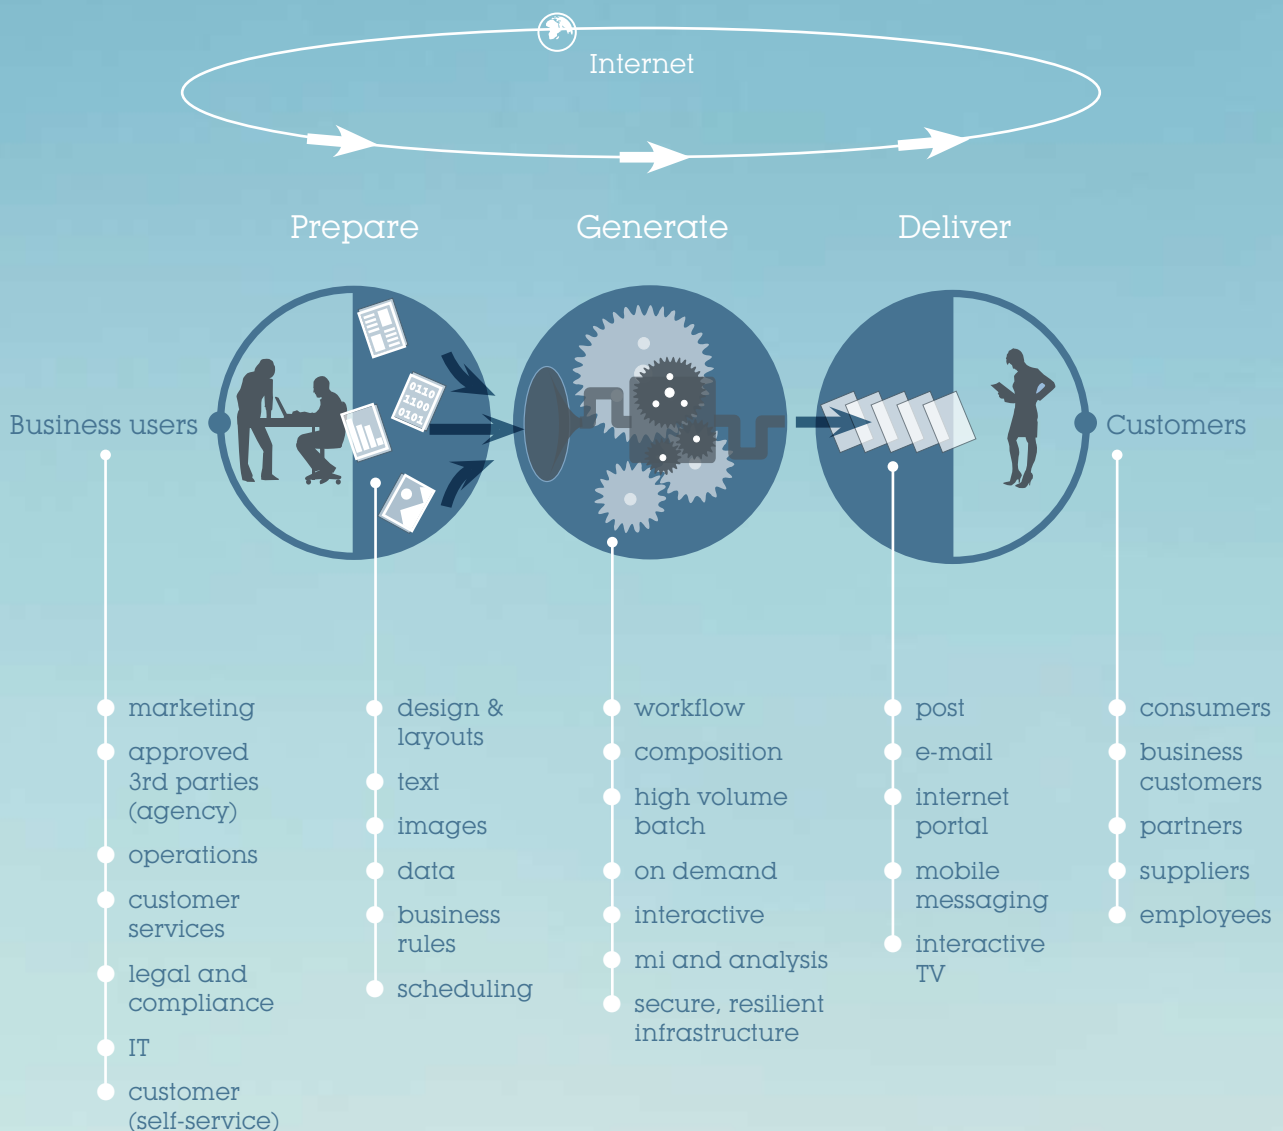 Internet
Prepare
Generate
Deliver
0110
1100
0101
Business users
Customers
marketing
approved
3rd parties
(agency)
operations
customer
services
legal and
compliance
IT
customer
(self-service)
design &
layouts
text
images
data
business
rules
scheduling
workflow
composition
high volume
batch
on demand
interactive
mi and analysis
secure, resilient
infrastructure
post
e-mail
internet
portal
mobile
messaging
interactive
TV
consumers
business
customers
partners
suppliers
employees